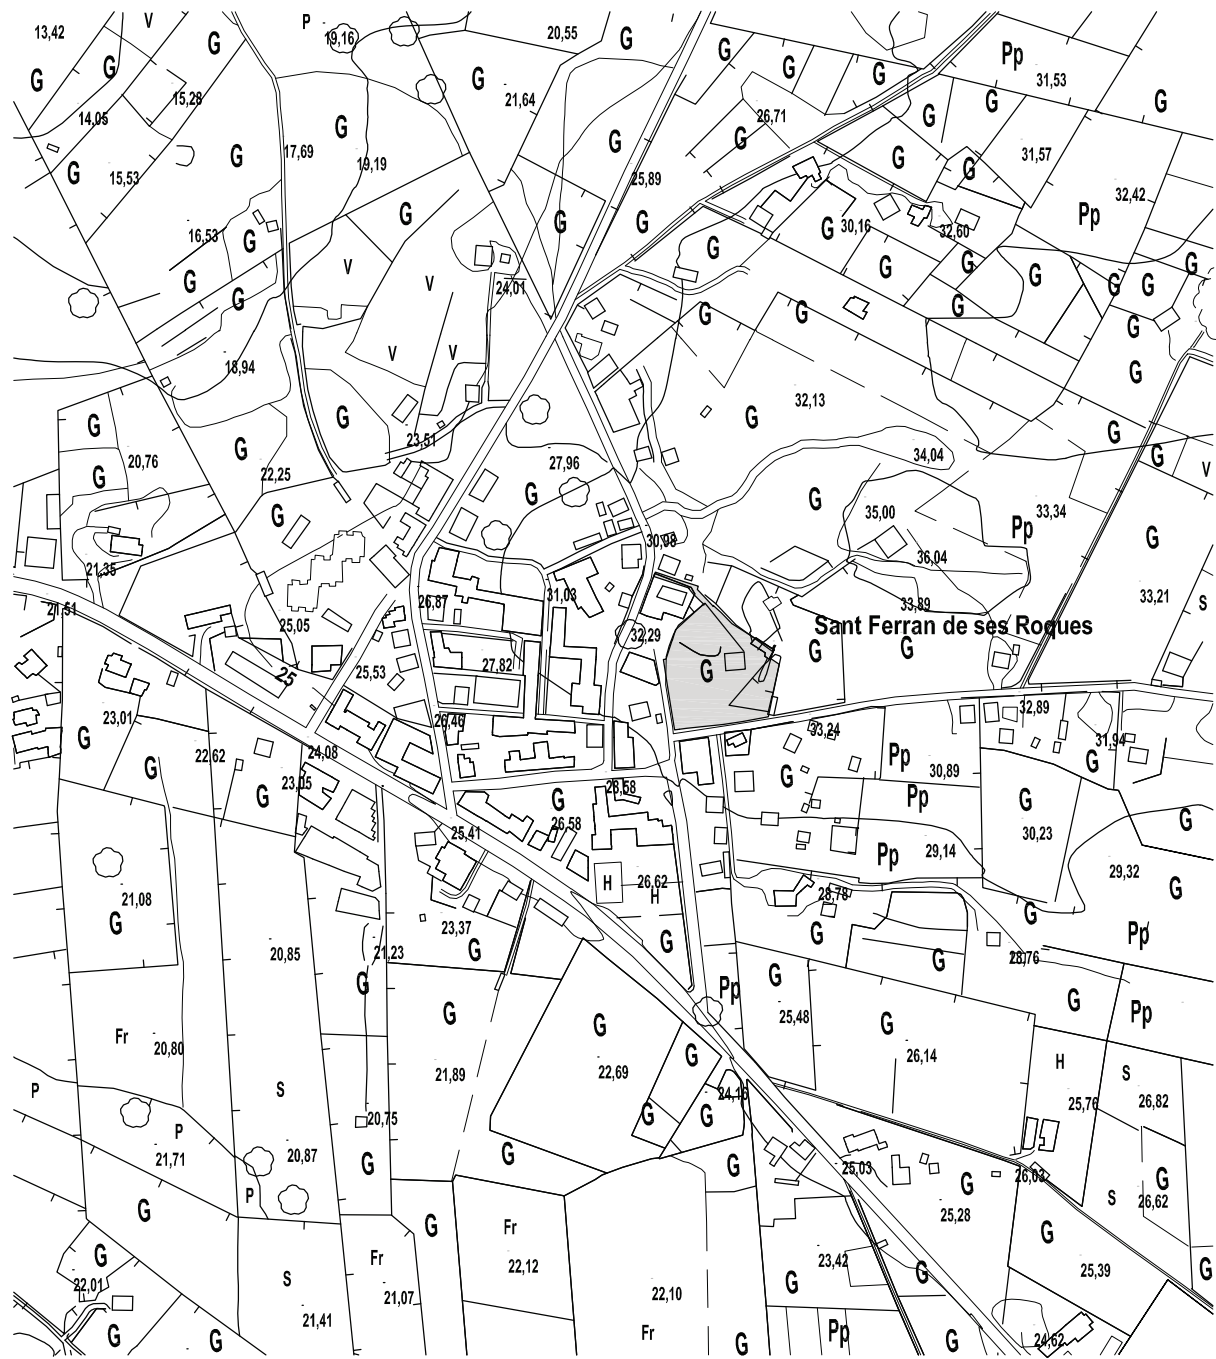 13,42
V
P
G
19,16
20,55
G
G
Pp
31,53
G
G
G
G
G
21,64
G
G
15,28
14,05
26,71
G
G
G
G
17,69
G
G
G
31,57
19,19
G
G
15,53
25,89
32,42
G
Pp
G
G
G
30,16
32,60
16,53
G
G
V
G
G
G
G
V
24,01
G
G
G
G
G
G
G
G
G
V
V
18,94
G
32,13
G
G
G
23,51
G
G
34,04
G
20,76
22,25
27,96
V
G
G
G
35,00
33,34
G
Pp
30,98
36,04
G
21,35
31,03
26,87
33,89
33,21
S
21,51
25,05
32,29
Sant Ferran de ses Roques
G
G
25
25,53
27,82
G
32,89
23,01
26,46
33,24
G
31,94
22,62
24,08
Pp
G
G
23,05
28,58
G
30,89
G
G
Pp
G
G
26,58
25,41
30,23
Pp
29,14
29,32
H
26,62
H
28,78
G
21,08
G
G
23,37
G
G
G
Pp
20,85
21,23
G
G
G
Pp
G
25,48
G
Pp
Fr
20,80
G
G
G
26,14
H
P
S
21,89
22,69
S
25,76
26,82
24,16
G
G
20,75
P
21,71
20,87
G
G
G
25,03
26,03
P
G
S
26,62
G
G
G
25,28
Fr
G
G
Fr
22,12
23,42
G
25,39
G
22,01
S
21,07
22,10
G
21,41
G
G
Fr
G
Pp
G
24,62